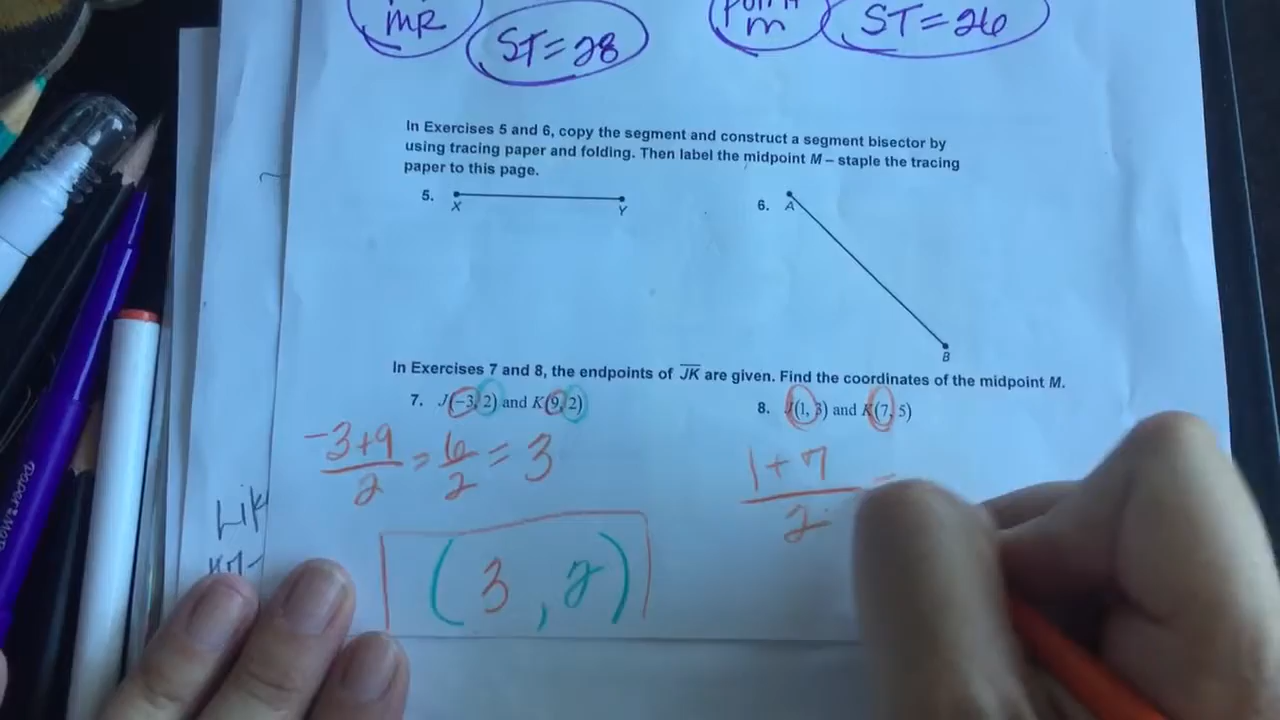 MR
ST=28
Point
m
ST=26
In Exercises 5 and 6, copy the segment and construct a segment bisector by
using tracing paper and folding. Then label the midpoint M – staple the tracing
paper to this page.
5. X Y
6. A
B
In Exercises 7 and 8, the endpoints of JK are given. Find the coordinates of the midpoint M.
7. J(−3, 2) and K(9, 2)
8. J(1, 3) and K(7, 5)
-3+9
2
= 6
2
= 3
1+7
2
=
(3, 2)
PaperMate